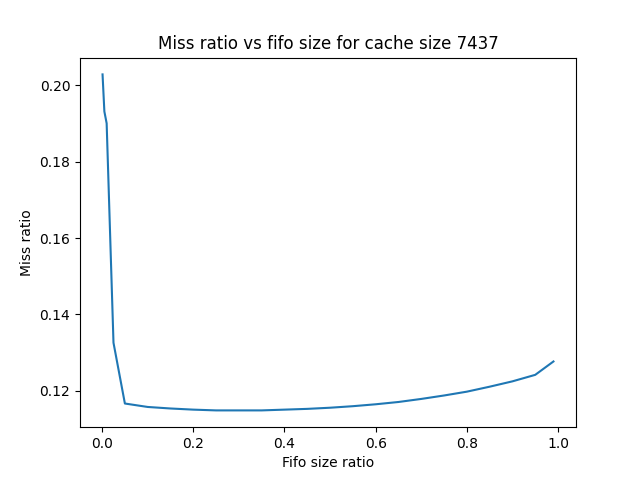 Miss ratio vs fifo size for cache size 7437
0.20
0.18
0.16
0.14
0.12
Miss ratio
0.0 0.2 0.4 0.6 0.8 1.0
Fifo size ratio